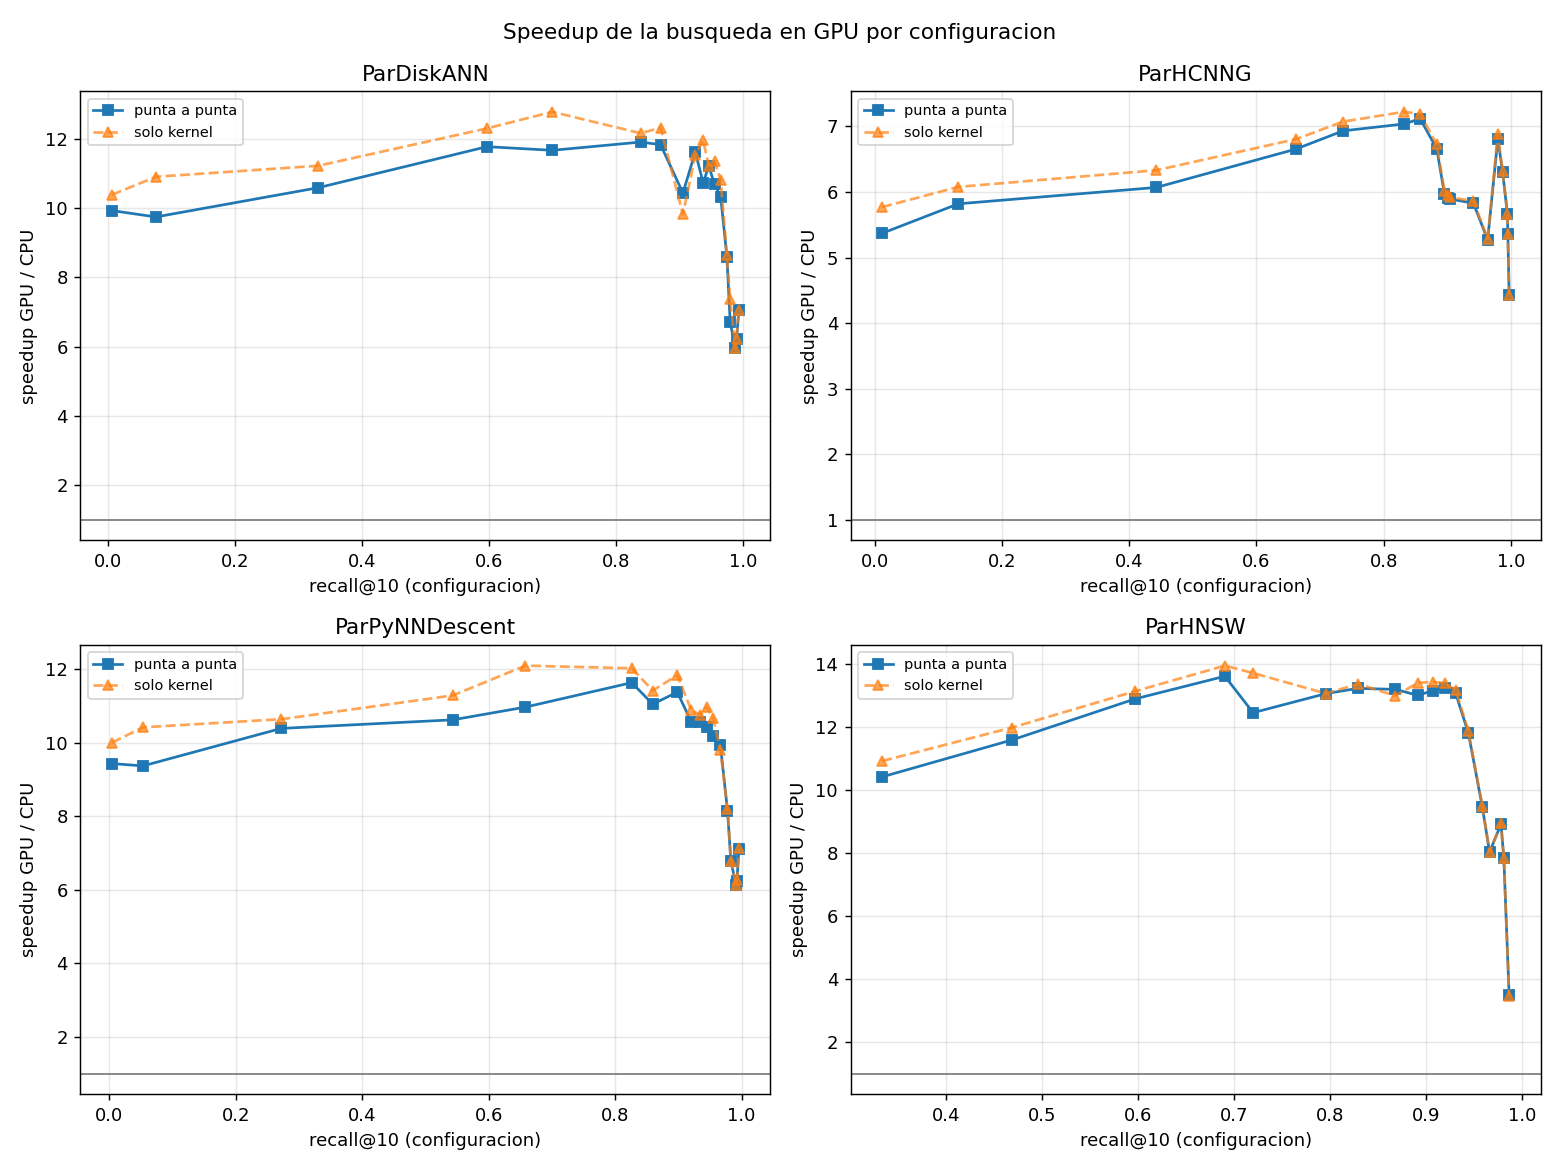 Speedup de la busqueda en GPU por configuracion
ParDiskANN
punta a punta
solo kernel
12
10
8
6
4
2
speedup GPU / CPU
0.0 0.2 0.4 0.6 0.8 1.0
recall@10 (configuracion)
ParHCNNG
punta a punta
solo kernel
7
6
5
4
3
2
1
speedup GPU / CPU
0.0 0.2 0.4 0.6 0.8 1.0
recall@10 (configuracion)
ParPyNNDescent
punta a punta
solo kernel
12
10
8
6
4
2
speedup GPU / CPU
0.0 0.2 0.4 0.6 0.8 1.0
recall@10 (configuracion)
ParHNSW
punta a punta
solo kernel
14
12
10
8
6
4
2
speedup GPU / CPU
0.4 0.5 0.6 0.7 0.8 0.9 1.0
recall@10 (configuracion)